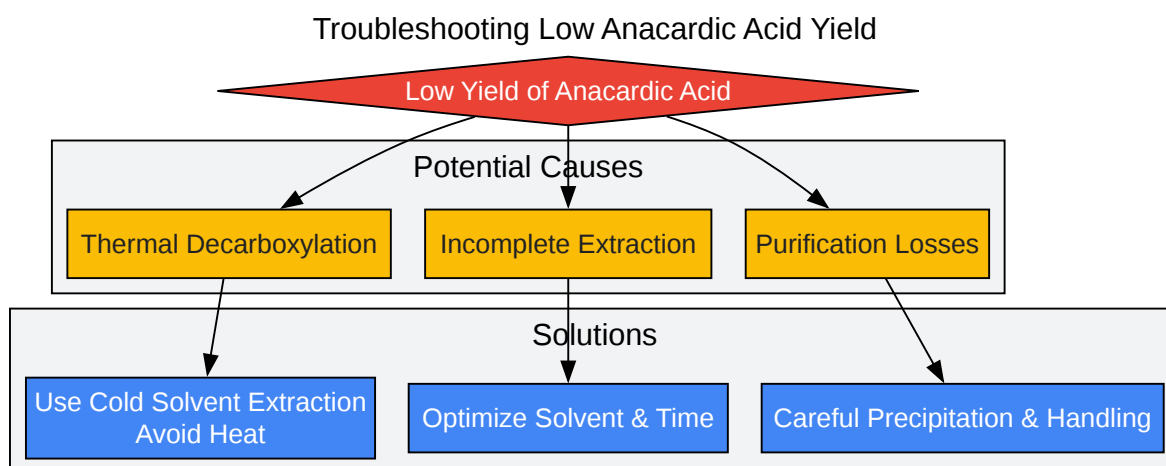 Troubleshooting Low Anacardic Acid Yield
Low Yield of Anacardic Acid
Potential Causes
Thermal Decarboxylation
Incomplete Extraction
Purification Losses
Solutions
Use Cold Solvent Extraction
Avoid Heat
Optimize Solvent & Time
Careful Precipitation & Handling